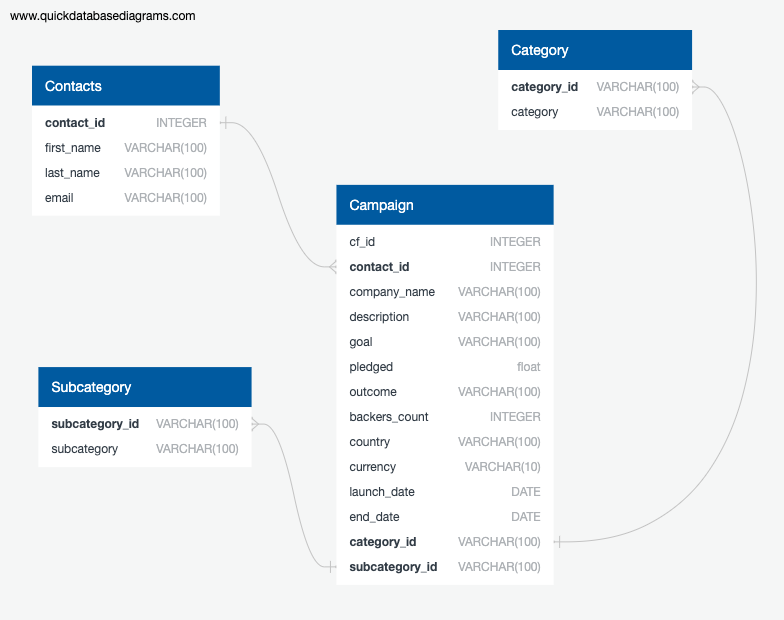 www.quickdatabasediagrams.com
Contacts
contact_id INTEGER
first_name VARCHAR(100)
last_name VARCHAR(100)
email VARCHAR(100)
Category
category_id VARCHAR(100)
category VARCHAR(100)
Campaign
cf_id INTEGER
contact_id INTEGER
company_name VARCHAR(100)
description VARCHAR(100)
goal VARCHAR(100)
pledged float
outcome VARCHAR(100)
backers_count INTEGER
country VARCHAR(100)
currency VARCHAR(10)
launch_date DATE
end_date DATE
category_id VARCHAR(100)
subcategory_id VARCHAR(100)
Subcategory
subcategory_id VARCHAR(100)
subcategory VARCHAR(100)